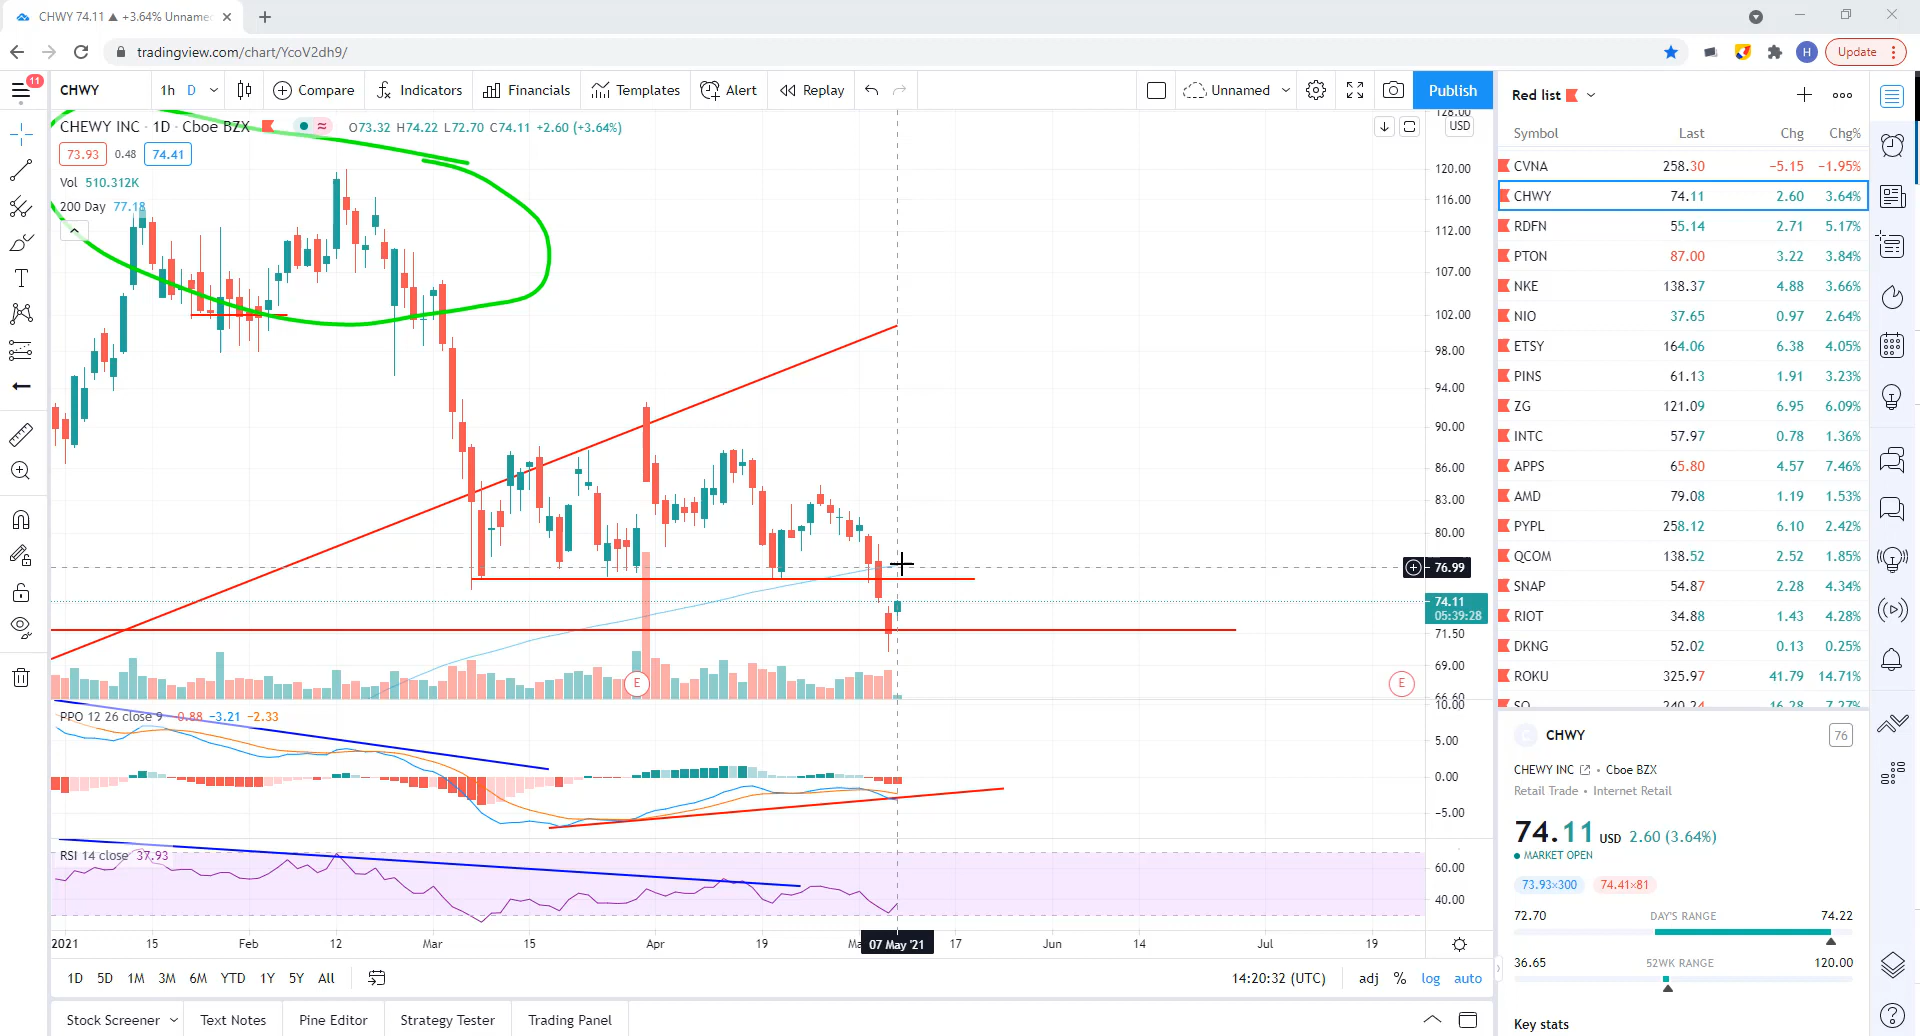 CHWY 74.11 ▲ +3.64% Unname
tradingview.com/chart/YcoV2dh9/
H
Update
11
CHWY
1h D
Compare
Indicators
Financials
Templates
Alert
Replay
Unnamed
Publish
CHEWY INC · 1D · Cboe BZX
O73.32 H74.22 L72.70 C74.11 +2.60 (+3.64%)
73.93 0.48 74.41
Vol 510.312K
200 Day 77.18
USD
128.00
120.00
116.00
112.00
107.00
102.00
98.00
94.00
90.00
86.00
83.00
80.00
76.99
74.11
05:39:28
71.50
69.00
66.60
E
E
PPO 12 26 close 9 -0.88 −3.21 −2.33
10.00
5.00
0.00
−5.00
RSI 14 close 37.93
60.00
40.00
2021 15 Feb 12 Mar 15 Apr 19 Ma 07 May '21 17 Jun 14 Jul 19
1D 5D 1M 3M 6M YTD 1Y 5Y All
14:20:32 (UTC) adj % log auto
Stock Screener Text Notes Pine Editor Strategy Tester Trading Panel
Red list
Symbol Last Chg Chg%
CVNA 258.30 −5.15 −1.95%
CHWY 74.11 2.60 3.64%
RDFN 55.14 2.71 5.17%
PTON 87.00 3.22 3.84%
NKE 138.37 4.88 3.66%
NIO 37.65 0.97 2.64%
ETSY 164.06 6.38 4.05%
PINS 61.13 1.91 3.23%
ZG 121.09 6.95 6.09%
INTC 57.97 0.78 1.36%
APPS 65.80 4.57 7.46%
AMD 79.08 1.19 1.53%
PYPL 258.12 6.10 2.42%
QCOM 138.52 2.52 1.85%
SNAP 54.87 2.28 4.34%
RIOT 34.88 1.43 4.28%
DKNG 52.02 0.13 0.25%
ROKU 325.97 41.79 14.71%
SQ 240.24 16.28 7.27%
CHWY
76
CHEWY INC · Cboe BZX
Retail Trade • Internet Retail
74.11 USD 2.60 (3.64%)
MARKET OPEN
73.93×300 74.41×81
72.70 DAY'S RANGE 74.22
36.65 52WK RANGE 120.00
Key stats